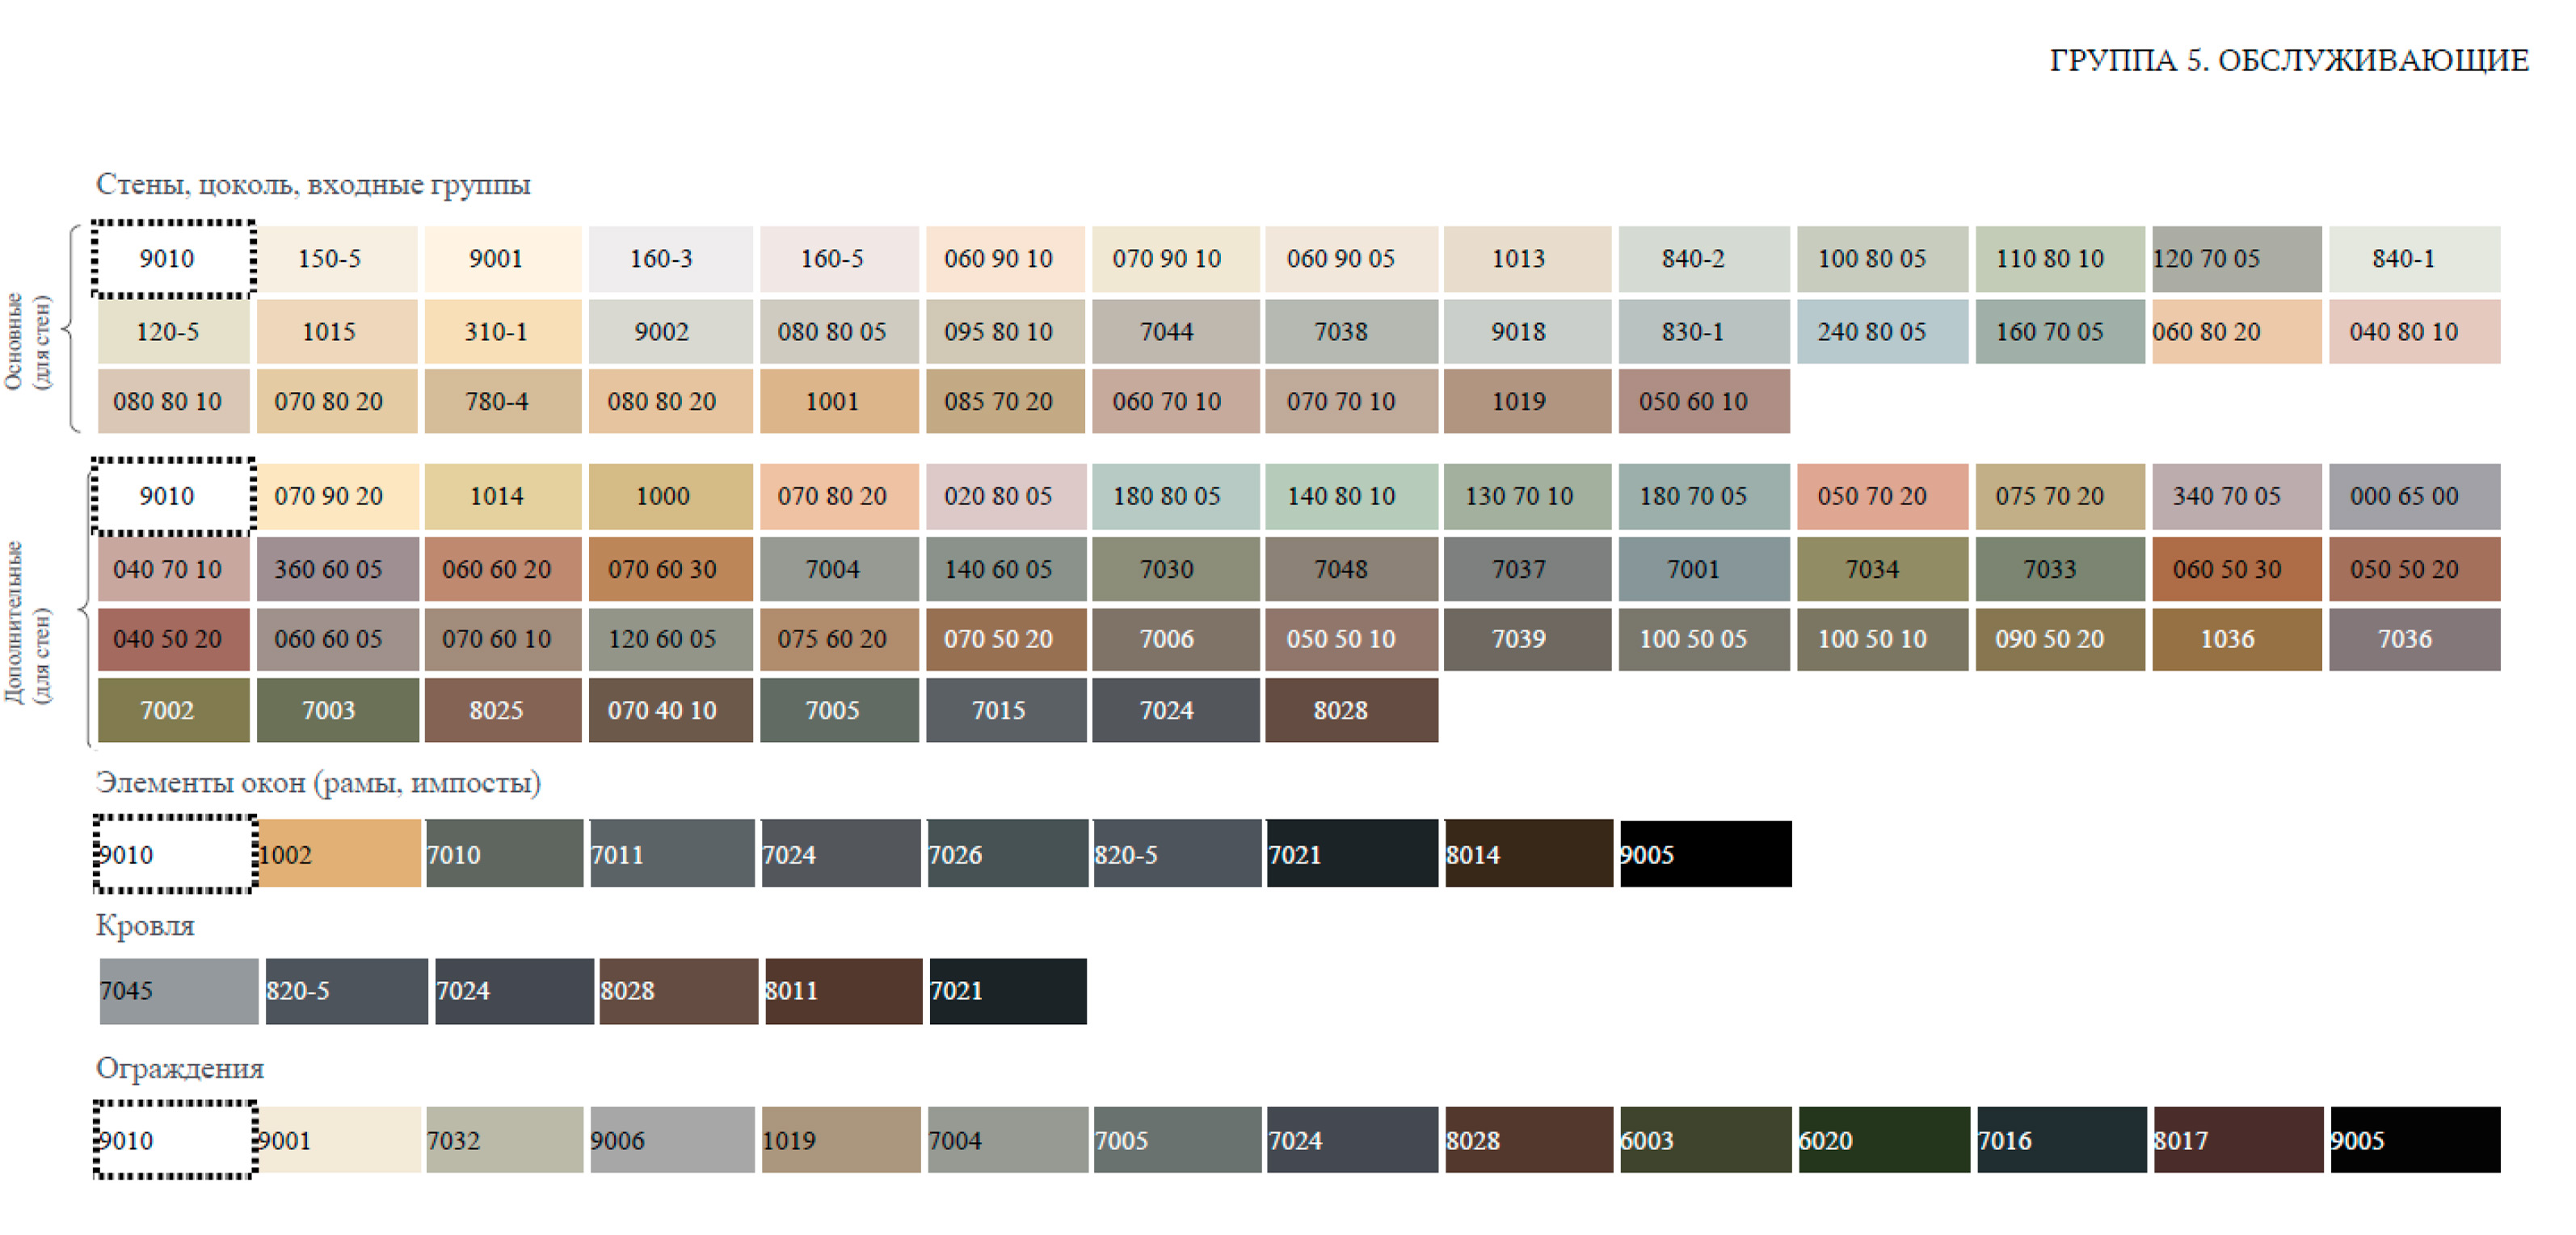 ГРУППА 5. ОБСЛУЖИВАЮЩИЕ
Стены, цоколь, входные группы
Основные
(для стен)
9010 150-5 9001 160-3 160-5 060 90 10 070 90 10 060 90 05 1013 840-2 100 80 05 110 80 10 120 70 05 840-1
120-5 1015 310-1 9002 080 80 05 095 80 10 7044 7038 9018 830-1 240 80 05 160 70 05 060 80 20 040 80 10
080 80 10 070 80 20 780-4 080 80 20 1001 085 70 20 060 70 10 070 70 10 1019 050 60 10
Дополнительные
(для стен)
9010 070 90 20 1014 1000 070 80 20 020 80 05 180 80 05 140 80 10 130 70 10 180 70 05 050 70 20 075 70 20 340 70 05 000 65 00
040 70 10 360 60 05 060 60 20 070 60 30 7004 140 60 05 7030 7048 7037 7001 7034 7033 060 50 30 050 50 20
040 50 20 060 60 05 070 60 10 120 60 05 075 60 20 070 50 20 7006 050 50 10 7039 100 50 05 100 50 10 090 50 20 1036 7036
7002 7003 8025 070 40 10 7005 7015 7024 8028
Элементы окон (рамы, импосты)
9010 1002 7010 7011 7024 7026 820-5 7021 8014 9005
Кровля
7045 820-5 7024 8028 8011 7021
Ограждения
9010 9001 7032 9006 1019 7004 7005 7024 8028 6003 6020 7016 8017 9005